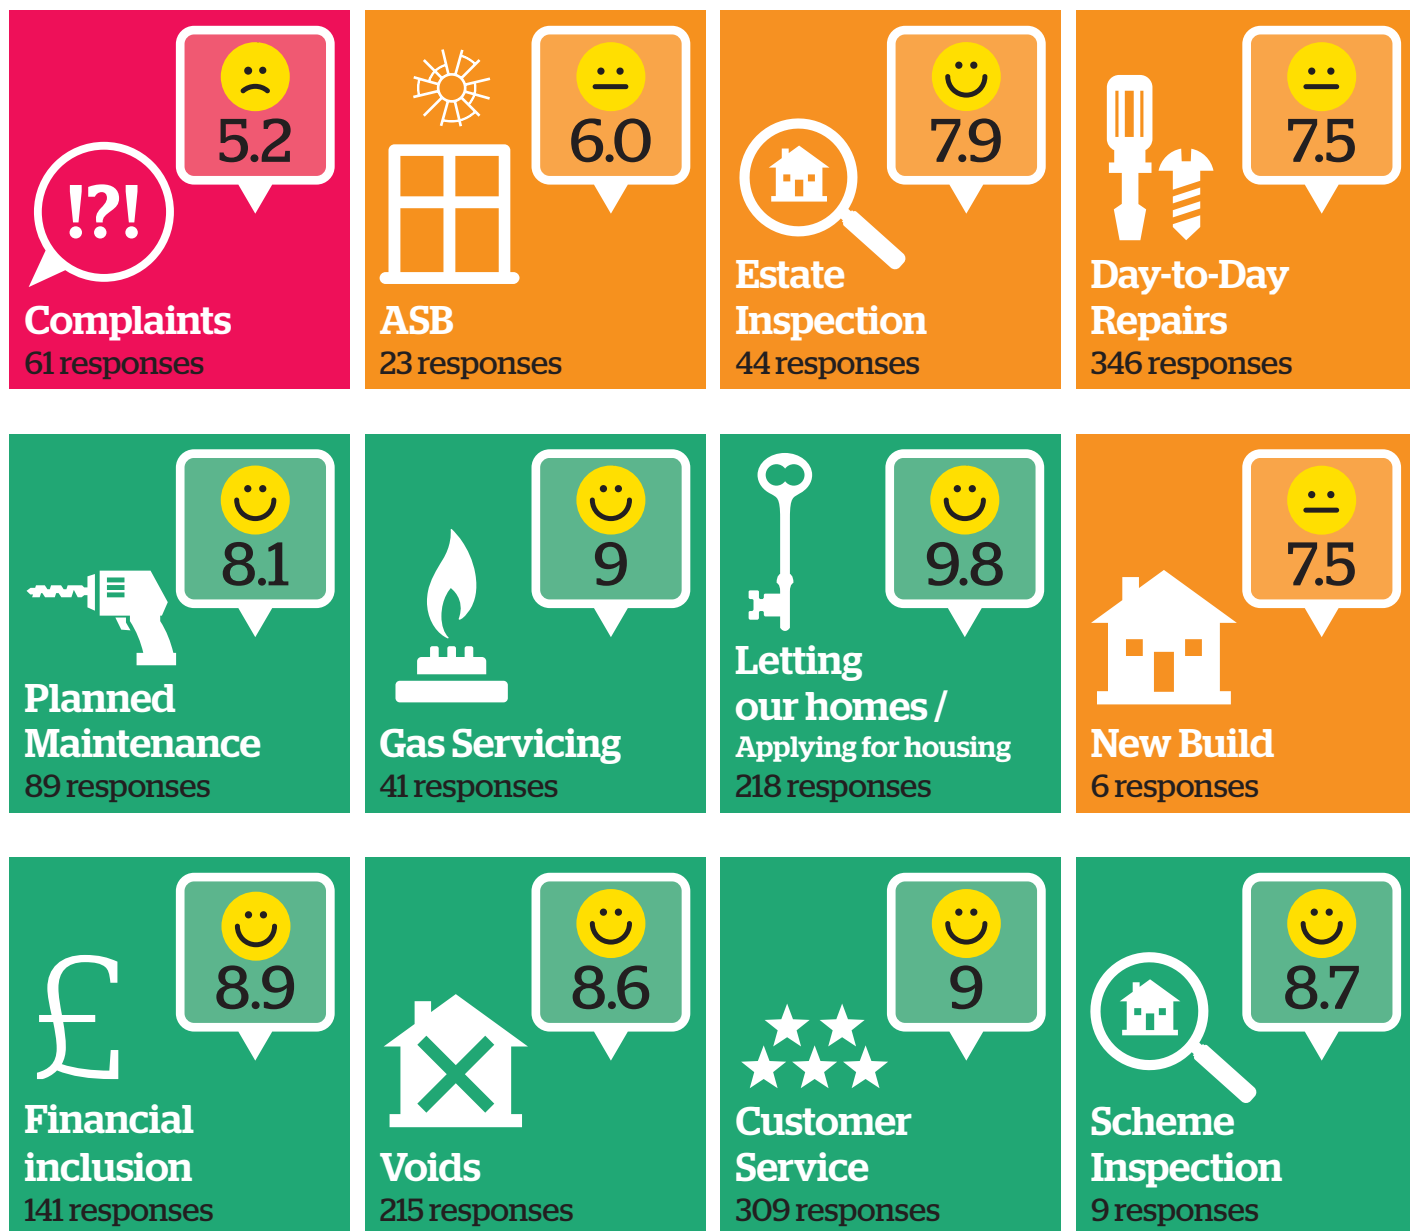 5.2
!?!
Complaints
61 responses
6.0
ASB
23 responses
7.9
Estate
Inspection
44 responses
7.5
Day-to-Day
Repairs
346 responses
8.1
Planned
Maintenance
89 responses
9
Gas Servicing
41 responses
9.8
Letting
our homes /
Applying for housing
218 responses
7.5
New Build
6 responses
8.9
£
Financial
inclusion
141 responses
8.6
Voids
215 responses
9
Customer
Service
309 responses
8.7
Scheme
Inspection
9 responses